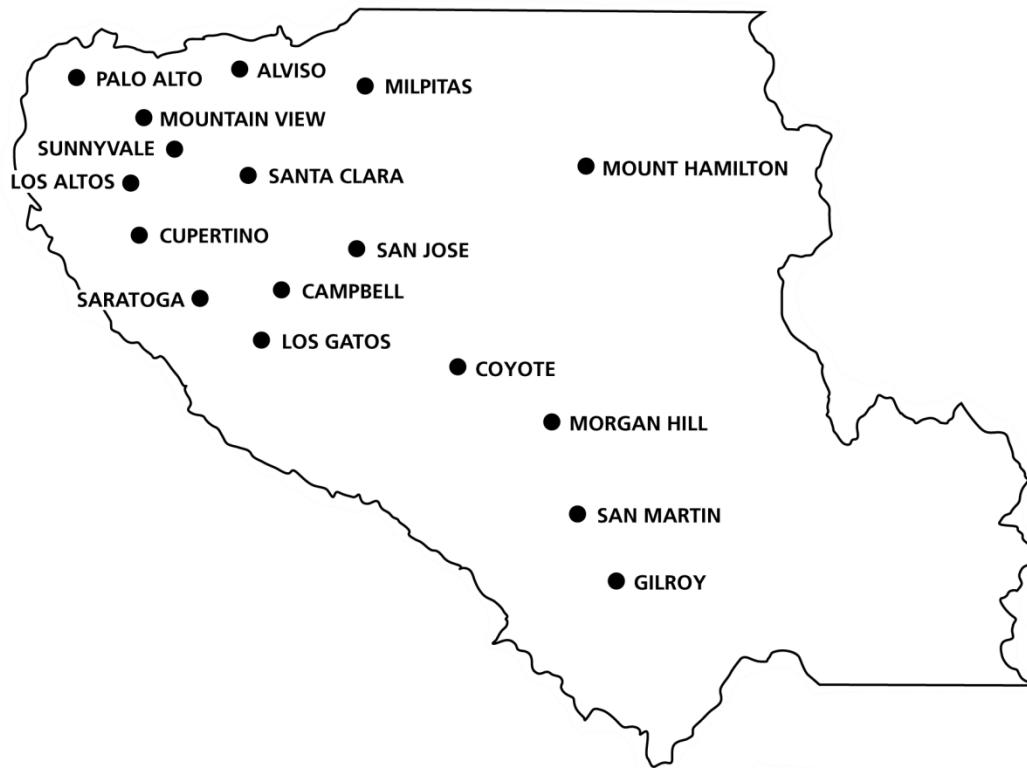 ALVISO
PALO ALTO
MILPITAS
MOUNTAIN VIEW
SUNNYVALE
MOUNT HAMILTON
SANTA CLARA
LOS ALTOS
CUPERTINO
SAN JOSE
CAMPBELL
SARATOGA
LOS GATOS
COYOTE
MORGAN HILL
SAN MARTIN
GILROY